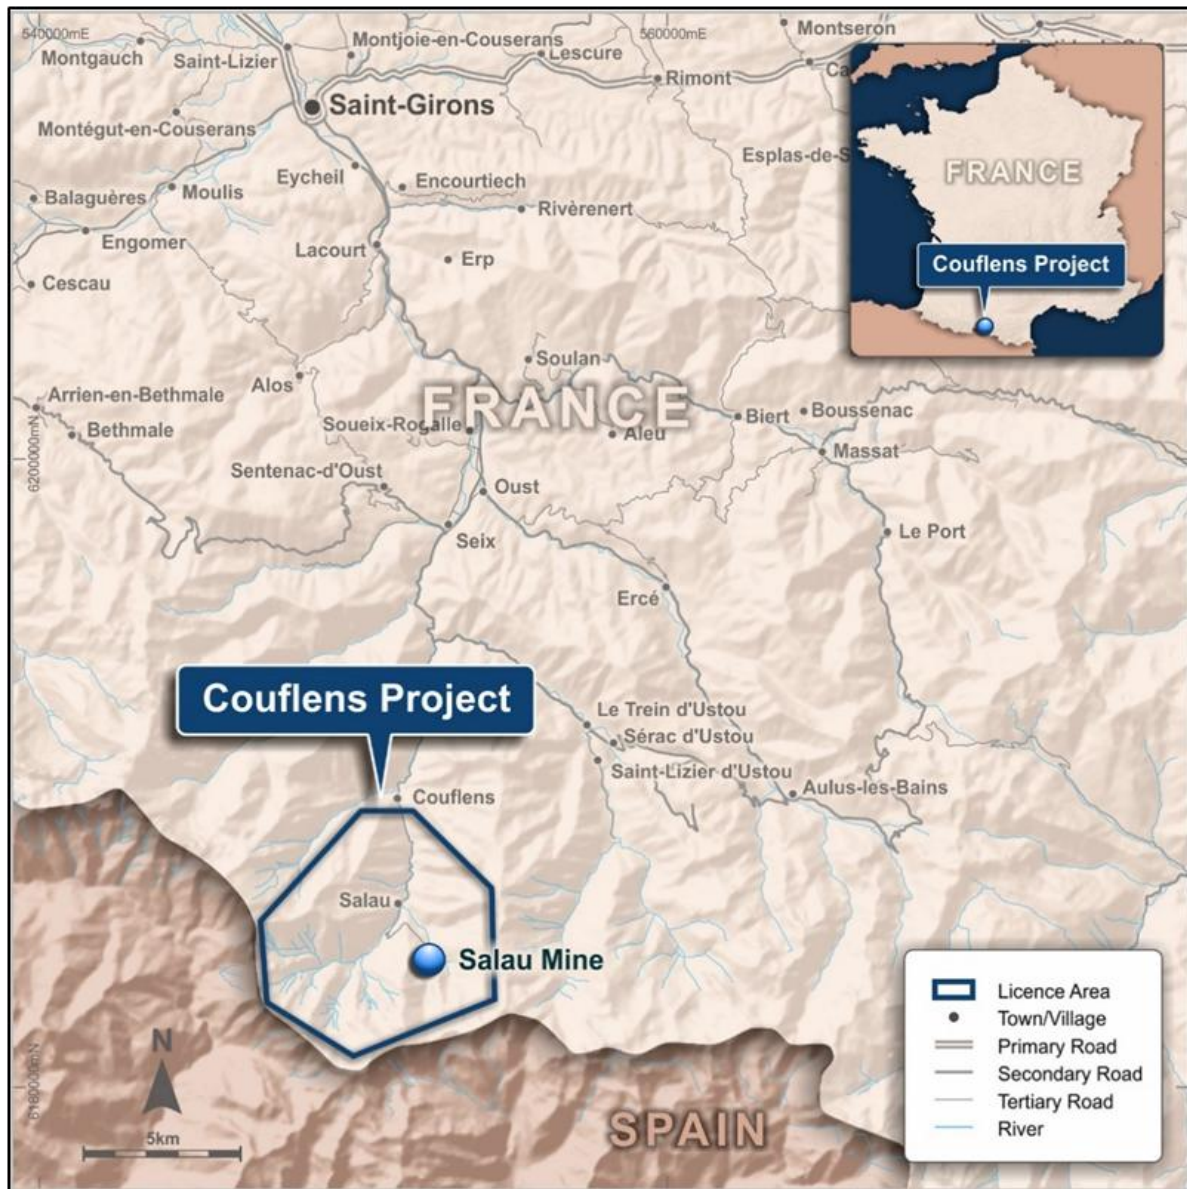 540000mE
560000mE
Montgauch
Saint-Lizier
Montjoie-en-Couserans
Lescure
Montseron
Rimont
Saint-Girons
Montégut-en-Couserans
Esplas-de-S
FRANCE
Couflens Project
Eycheil
Encourtiech
Balaguères
Moulis
Rivèrenert
Engomer
Lacourt
Erp
Cescau
Soulan
Alos
Arrien-en-Bethmale
FRANCE
Biert
Boussenac
Bethmale
Soueix-Rogalle
Aleu
Massat
6200000mN
Sentenac-d'Oust
Oust
Seix
Le Port
Ercé
Couflens Project
Le Trein d'Ustou
Sérac d'Ustou
Saint-Lizier d'Ustou
Aulus-les-Bains
Couflens
Salau
Salau Mine
Licence Area
Town/Village
Primary Road
Secondary Road
Tertiary Road
River
N
5km
6180000mN
SPAIN